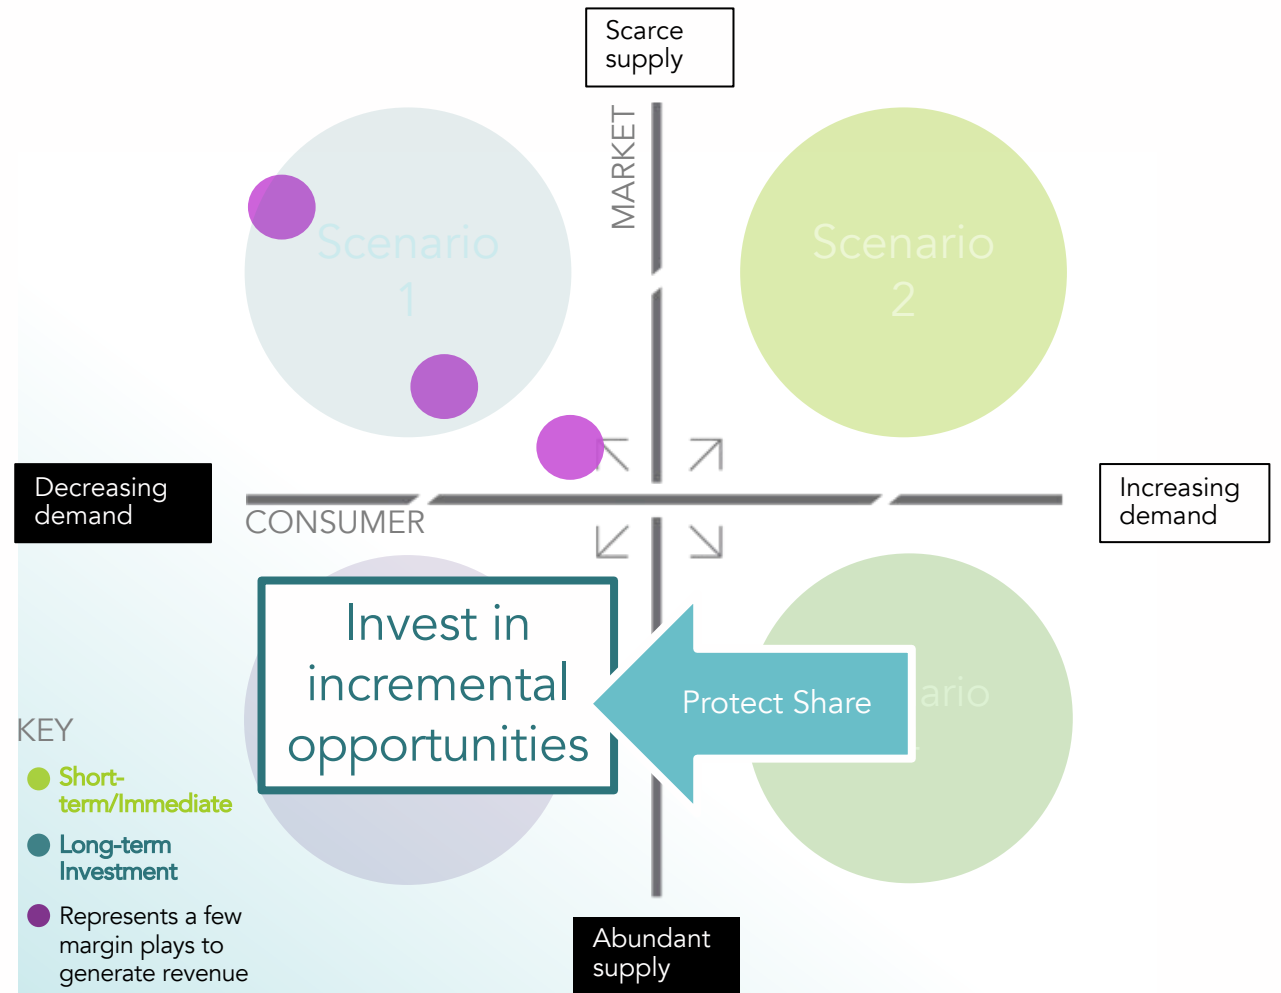 Scarce
supply
MARKET
Scenario
1
Scenario
2
Decreasing
demand
Increasing
demand
CONSUMER
Invest in
incremental
opportunities
Protect Share
ario
KEY
Short-
term/Immediate
Long-term
Investment
Represents a few
margin plays to
generate revenue
Abundant
supply